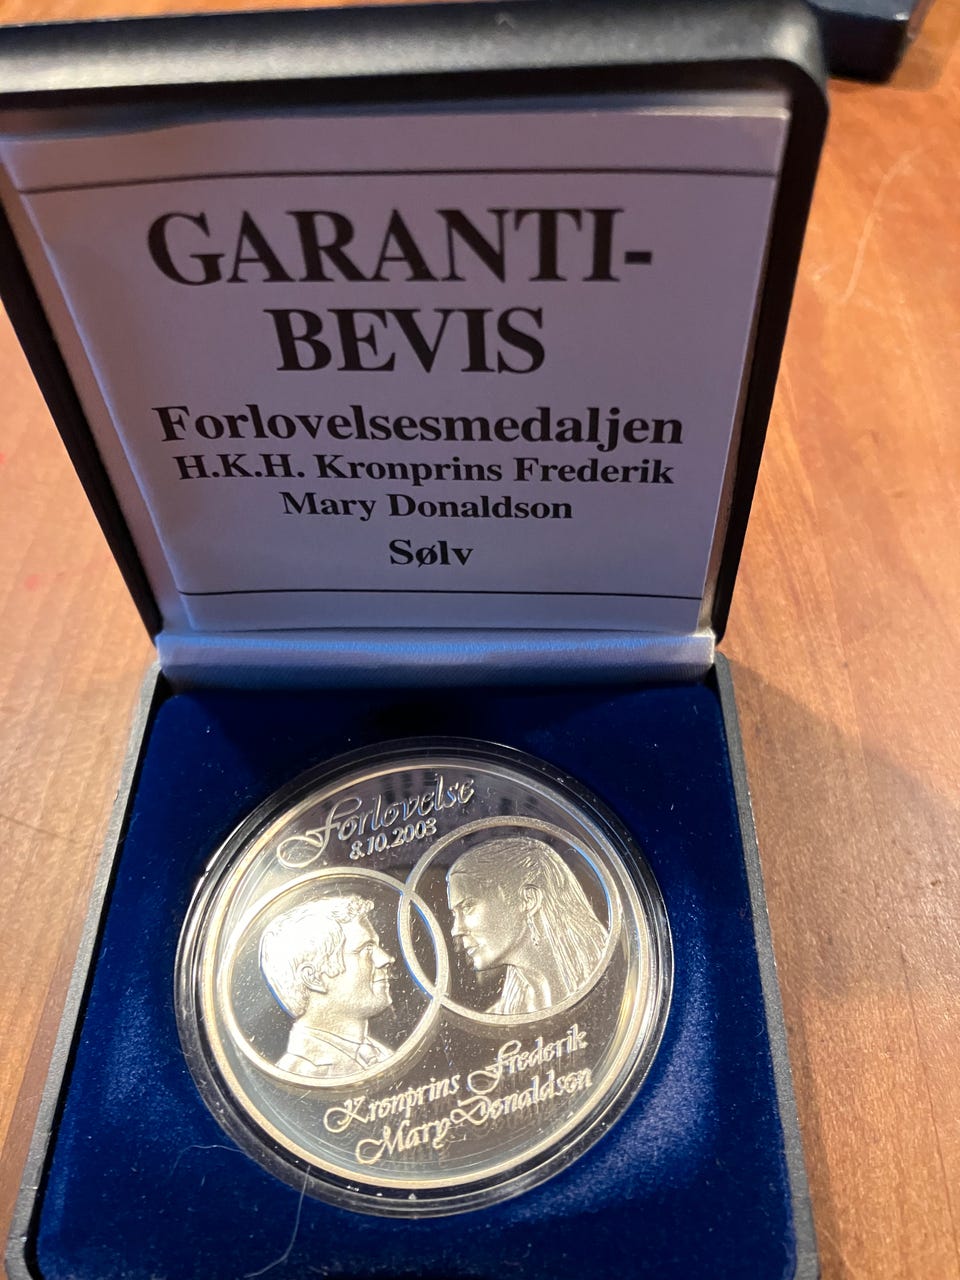 GARANTI-
BEVIS
Forlovelsesmedaljen
H.K.H. Kronprins Frederik
Mary Donaldson
Sølv
Forlovelse
8.10.2003
Kronprins Frederik
Mary Donaldson